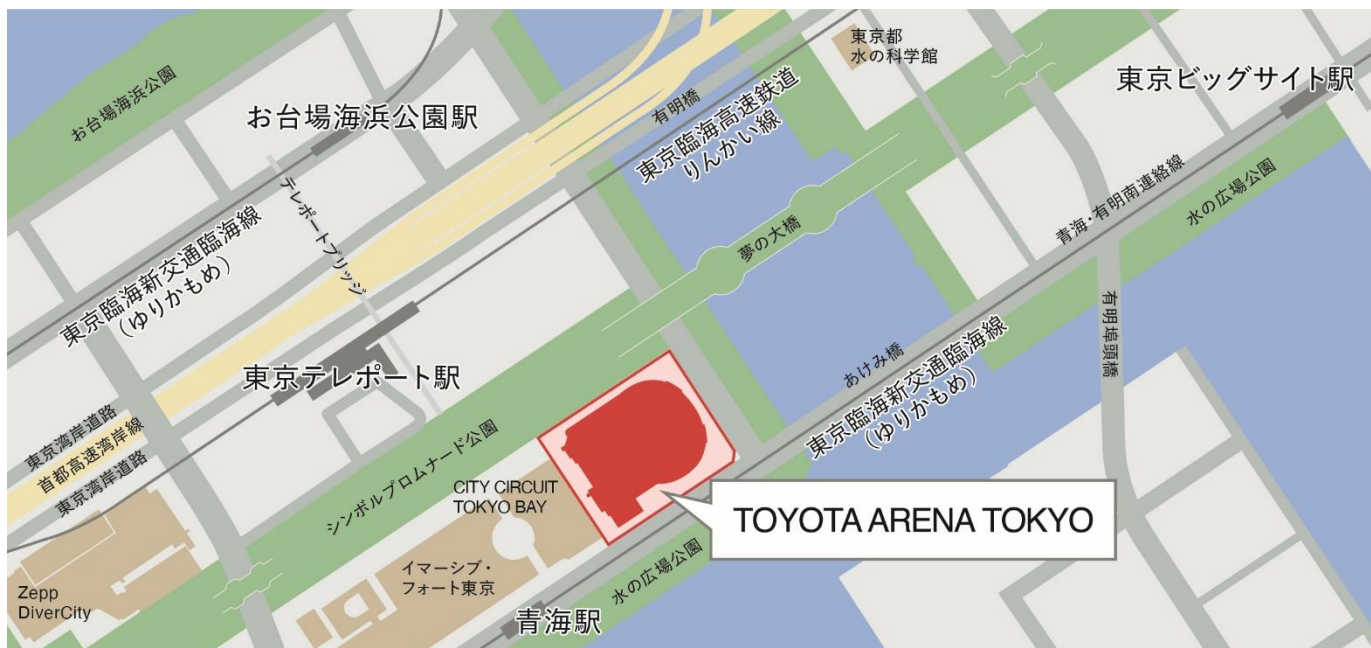 お台場海浜公園
お台場海浜公園駅
有明橋
東京臨海高速鉄道
りんかい線
東京都
水の科学館
東京ビッグサイト駅
東京臨海新交通臨海線
(ゆりかもめ)
テレポートブリッジ
夢の大橋
青海・有明南連絡線
水の広場公園
有明埠頭橋
東京テレポート駅
あけみ橋
東京臨海新交通臨海線
(ゆりかもめ)
東京湾岸道路
首都高速湾岸線
東京湾岸道路
シンボルプロムナード公園
CITY CIRCUIT
TOKYO BAY
TOYOTA ARENA TOKYO
イマーシブ・
フォート東京
水の広場公園
Zepp
DiverCity
青海駅